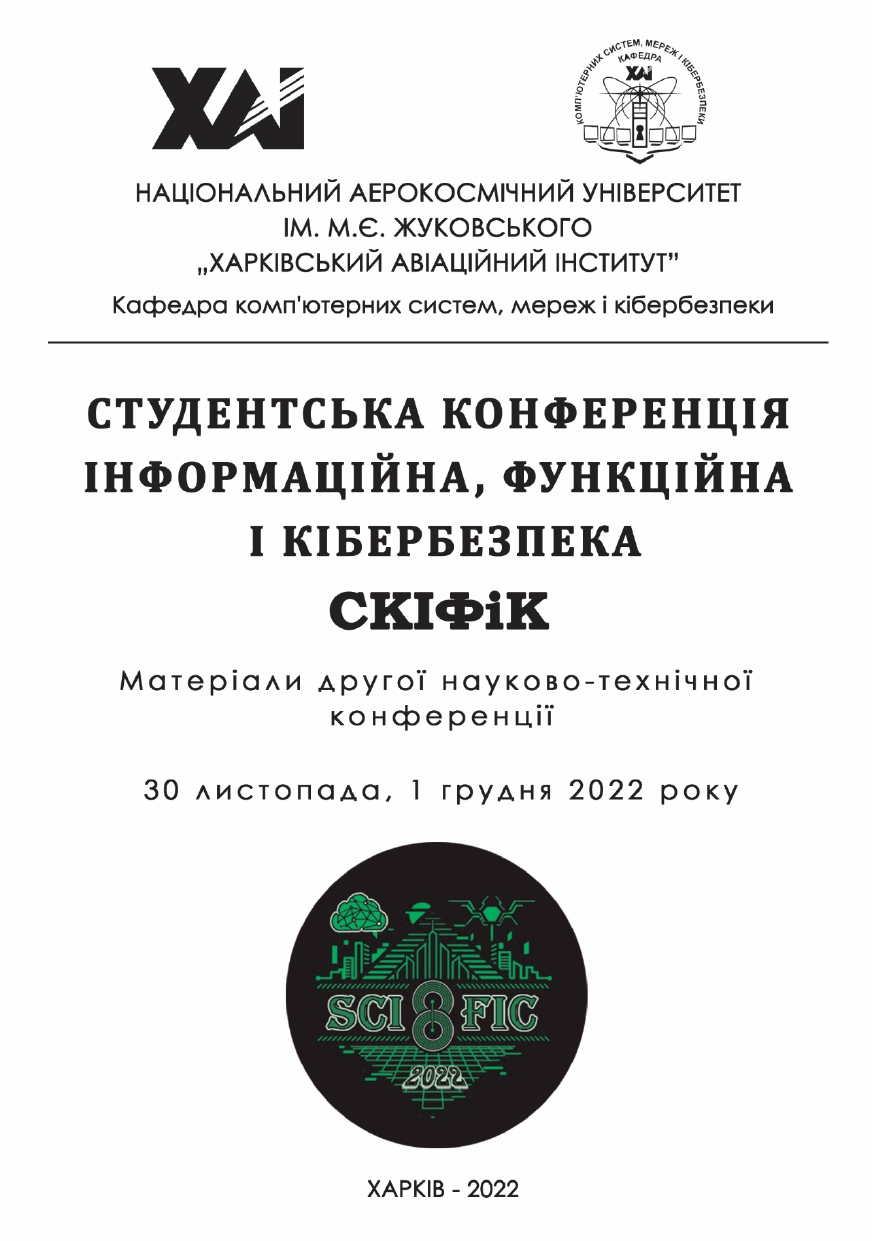 ХАІ
КОМП'ЮТЕРНИХ СИСТЕМ, МЕРЕЖ І КІБЕРБЕЗПЕКИ
КАФЕДРА
ХАІ
НАЦІОНАЛЬНИЙ АЕРОКОСМІЧНИЙ УНІВЕРСИТЕТ
ІМ. М.Є. ЖУКОВСЬКОГО
„ХАРКІВСЬКИЙ АВІАЦІЙНИЙ ІНСТИТУТ”
Кафедра комп'ютерних систем, мереж і кібербезпеки
СТУДЕНТСЬКА КОНФЕРЕНЦІЯ
ІНФОРМАЦІЙНА, ФУНКЦІЙНА
І КІБЕРБЕЗПЕКА
СКІФіК
Матеріали другої науково-технічної
конференції
30 листопада, 1 грудня 2022 року
SCI 8 FIC
2022
ХАРКІВ - 2022